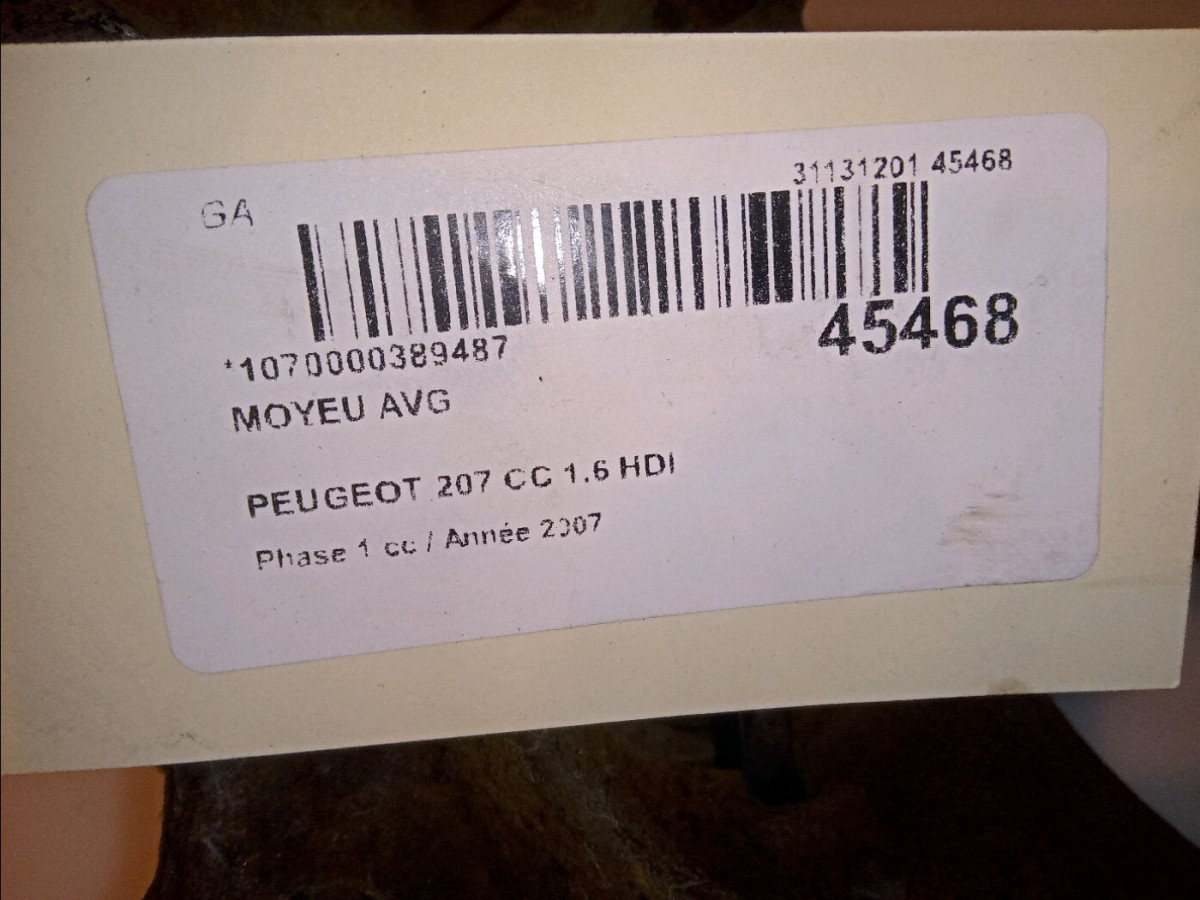 GA
31131201 45468
45468
*1070000389487
MOYEU AVG
PEUGEOT 207 CC 1.6 HDI
Phase 1 cc / Année 2007